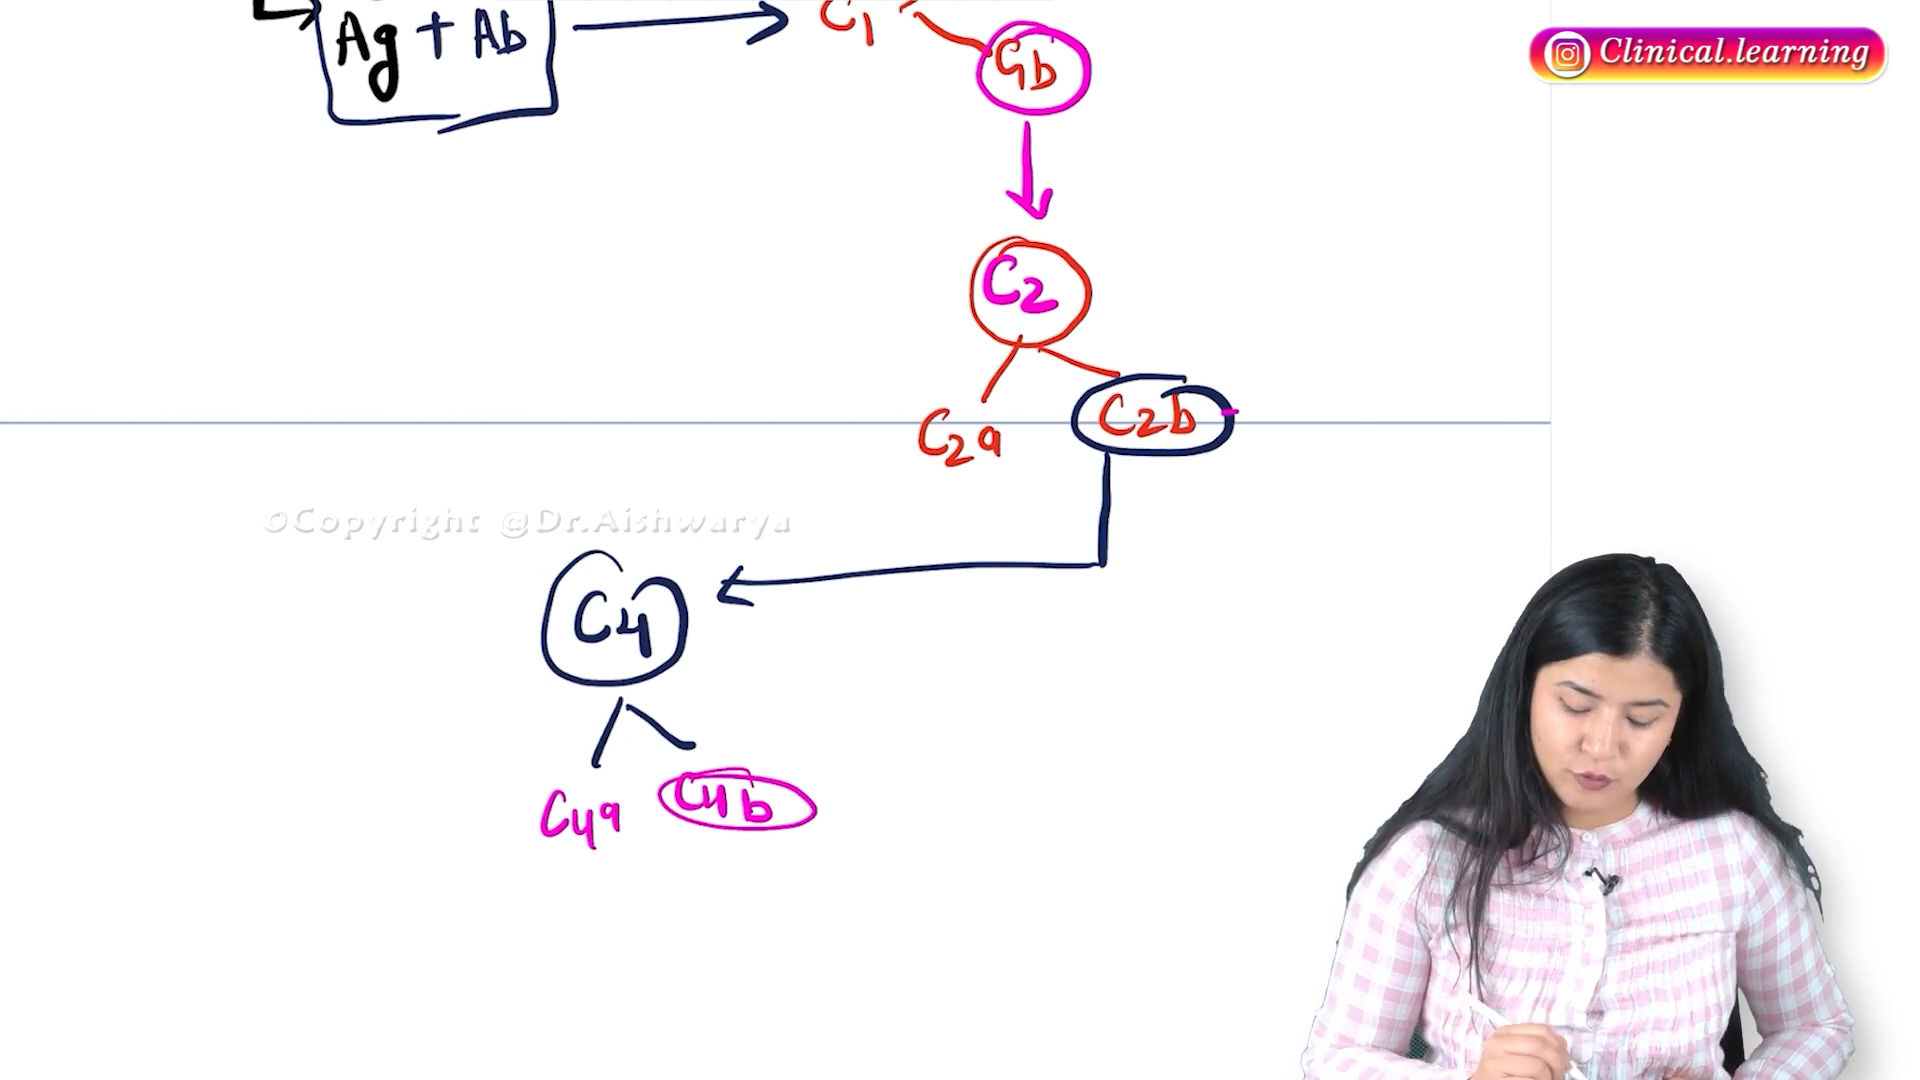 Ag + Ab
C1
C1b
Clinical.learning
C2
C2a
C2b
©Copyright @Dr.Aishwarya
C4
C4a
C4b